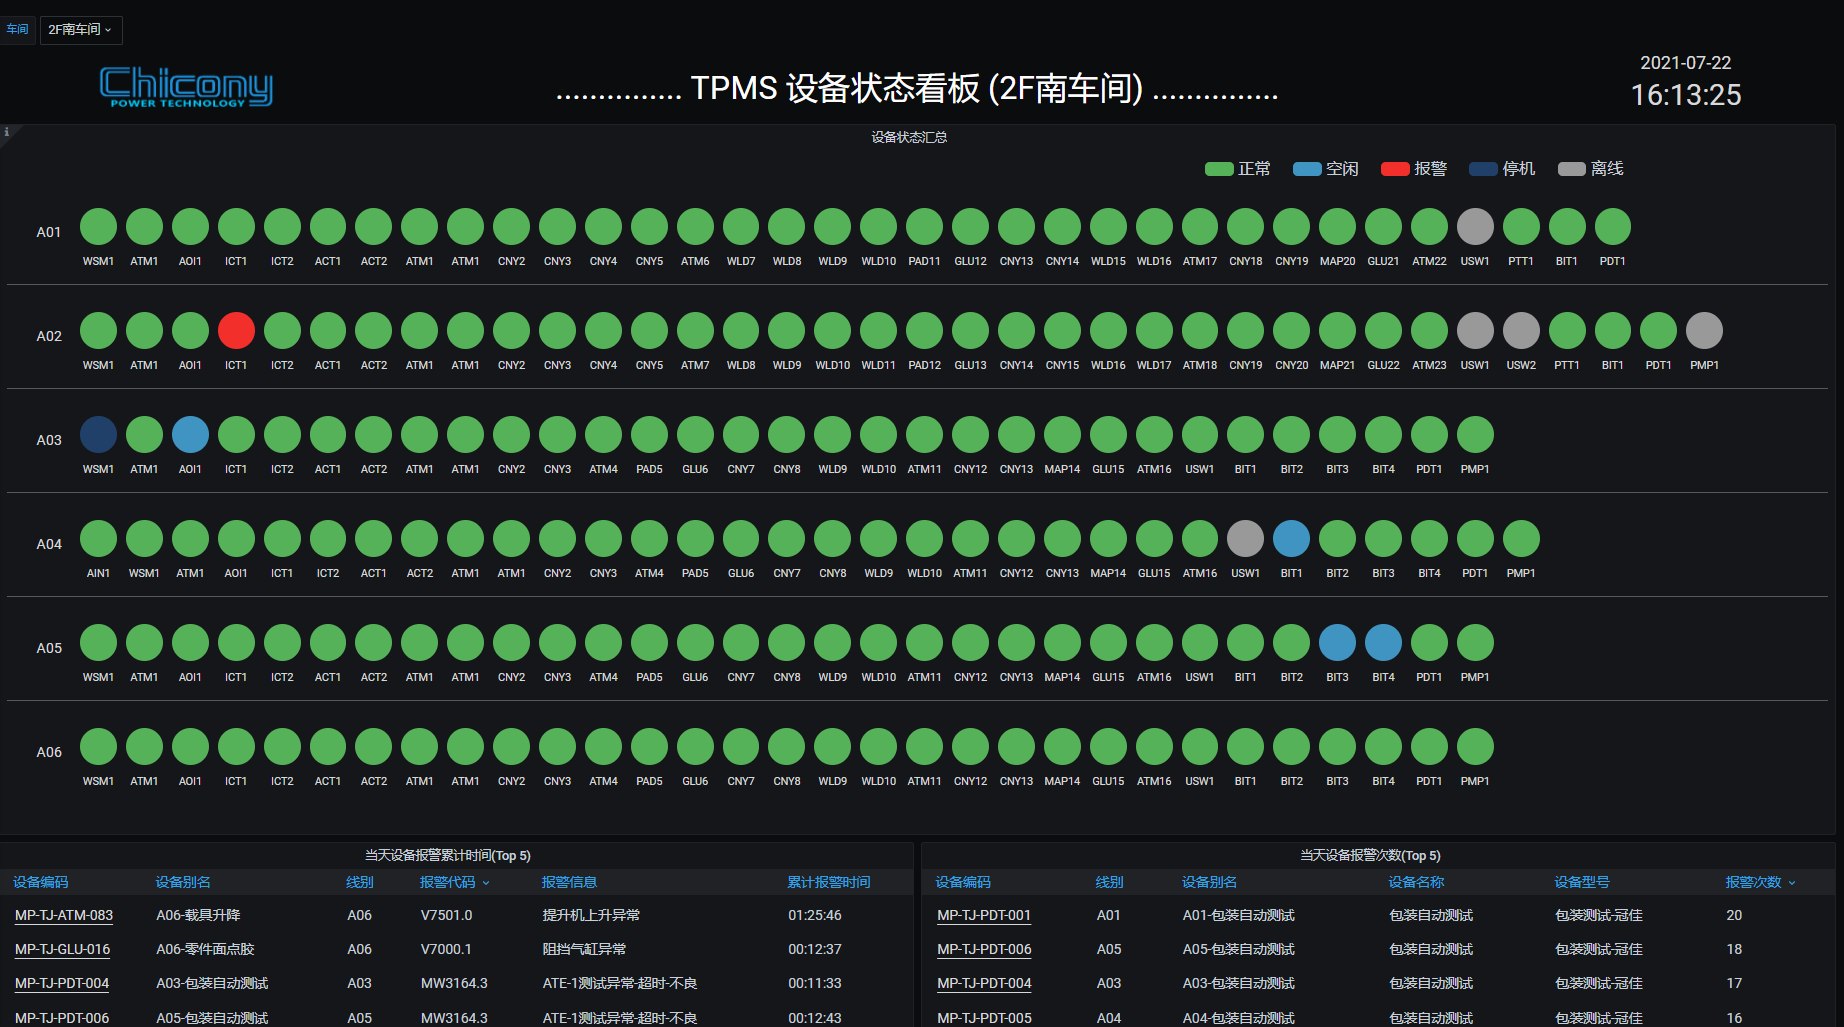 车间 2F南车间
Chicony
POWER TECHNOLOGY
.............. TPMS 设备状态看板 (2F南车间) ..............
2021-07-22
16:13:25
设备状态汇总
正常 空闲 报警 停机 离线
A01
WSM1 ATM1 AOI1 ICT1 ICT2 ACT1 ACT2 ATM1 ATM1 CNY2 CNY3 CNY4 CNY5 ATM6 WLD7 WLD8 WLD9 WLD10 PAD11 GLU12 CNY13 CNY14 WLD15 WLD16 ATM17 CNY18 CNY19 MAP20 GLU21 ATM22 USW1 PTT1 BIT1 PDT1
A02
WSM1 ATM1 AOI1 ICT1 ICT2 ACT1 ACT2 ATM1 ATM1 CNY2 CNY3 CNY4 CNY5 ATM7 WLD8 WLD9 WLD10 WLD11 PAD12 GLU13 CNY14 CNY15 WLD16 WLD17 ATM18 CNY19 CNY20 MAP21 GLU22 ATM23 USW1 USW2 PTT1 BIT1 PDT1 PMP1
A03
WSM1 ATM1 AOI1 ICT1 ICT2 ACT1 ACT2 ATM1 ATM1 CNY2 CNY3 ATM4 PAD5 GLU6 CNY7 CNY8 WLD9 WLD10 ATM11 CNY12 CNY13 MAP14 GLU15 ATM16 USW1 BIT1 BIT2 BIT3 BIT4 PDT1 PMP1
A04
AIN1 WSM1 ATM1 AOI1 ICT1 ICT2 ACT1 ACT2 ATM1 ATM1 CNY2 CNY3 ATM4 PAD5 GLU6 CNY7 CNY8 WLD9 WLD10 ATM11 CNY12 CNY13 MAP14 GLU15 ATM16 USW1 BIT1 BIT2 BIT3 BIT4 PDT1 PMP1
A05
WSM1 ATM1 AOI1 ICT1 ICT2 ACT1 ACT2 ATM1 ATM1 CNY2 CNY3 ATM4 PAD5 GLU6 CNY7 CNY8 WLD9 WLD10 ATM11 CNY12 CNY13 MAP14 GLU15 ATM16 USW1 BIT1 BIT2 BIT3 BIT4 PDT1 PMP1
A06
WSM1 ATM1 AOI1 ICT1 ICT2 ACT1 ACT2 ATM1 ATM1 CNY2 CNY3 ATM4 PAD5 GLU6 CNY7 CNY8 WLD9 WLD10 ATM11 CNY12 CNY13 MAP14 GLU15 ATM16 USW1 BIT1 BIT2 BIT3 BIT4 PDT1 PMP1
当天设备报警累计时间(Top 5)
设备编码 设备别名 线别 报警代码 报警信息 累计报警时间
MP-TJ-ATM-083 A06-载具升降 A06 V7501.0 提升机上升异常 01:25:46
MP-TJ-GLU-016 A06-零件面点胶 A06 V7000.1 阻挡气缸异常 00:12:37
MP-TJ-PDT-004 A03-包装自动测试 A03 MW3164.3 ATE-1测试异常-超时-不良 00:11:33
MP-TJ-PDT-006 A05-包装自动测试 A05 MW3164.3 ATE-1测试异常-超时-不良 00:12:43
当天设备报警次数(Top 5)
设备编码 线别 设备别名 设备名称 设备型号 报警次数
MP-TJ-PDT-001 A01 A01-包装自动测试 包装自动测试 包装测试-冠佳 20
MP-TJ-PDT-006 A05 A05-包装自动测试 包装自动测试 包装测试-冠佳 18
MP-TJ-PDT-004 A03 A03-包装自动测试 包装自动测试 包装测试-冠佳 17
MP-TJ-PDT-005 A04 A04-包装自动测试 包装自动测试 包装测试-冠佳 16